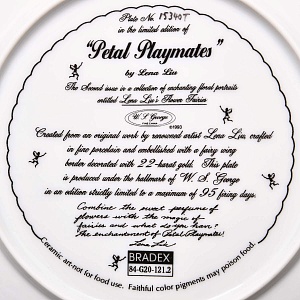 Plate No. 15340T
in the limited edition of
"Petal Playmates"
by Lena Liu
The Second issue in a collection of enchanting floral portraits
entitled Lena Liu's Flower Fairies
W. S. George
©1993
Created from an original work by renowned artist Lena Liu, crafted
in fine porcelain and embellished with a fairy wing
border decorated with 22-karat gold. This plate
is produced under the hallmark of W. S. George
in an edition strictly limited to a maximum of 95 firing days.
Combine the sweet perfume of
flowers with the magic of
fairies and what do you have?
The enchantment of "Petal Playmates."
Lena Liu
BRADEX
84-G20-121.2
Ceramic art-not for food use. Faithful color pigments may poison food.